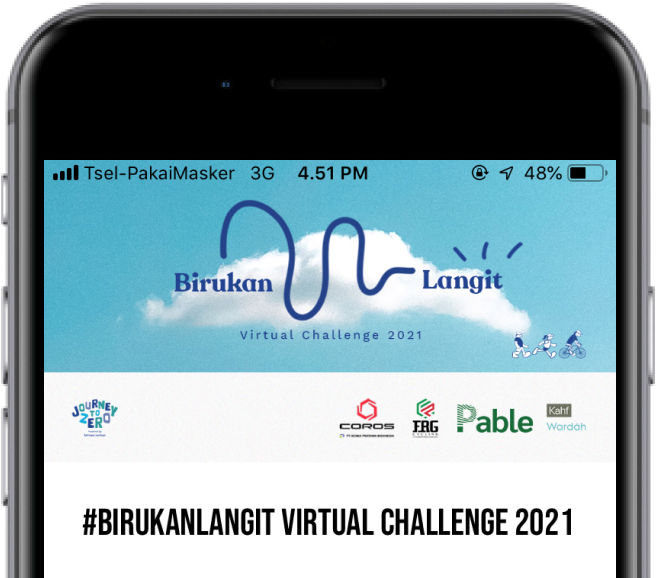 Tsel-PakaiMasker 3G 4.51 PM 48%
Birukan Langit
Virtual Challenge 2021
JOURNEY
TO
ZERO
COROS
FRG
Pable
Kahf
Wardah
#BIRUKANLANGIT VIRTUAL CHALLENGE 2021